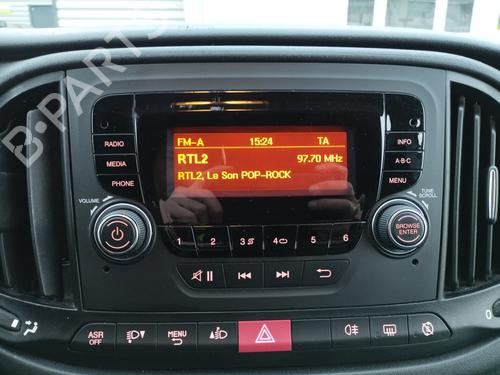 B-PARTS
FM-A 15:24 TA
RTL2 97.70 MHz
RTL2, Le Son POP-ROCK
RADIO
MEDIA
PHONE
INFO
A-B-C
MENU
VOLUME
TUNE
SCROLL
BROWSE
ENTER
1 2 3 4 5 6
ASR
OFF
MENU
0